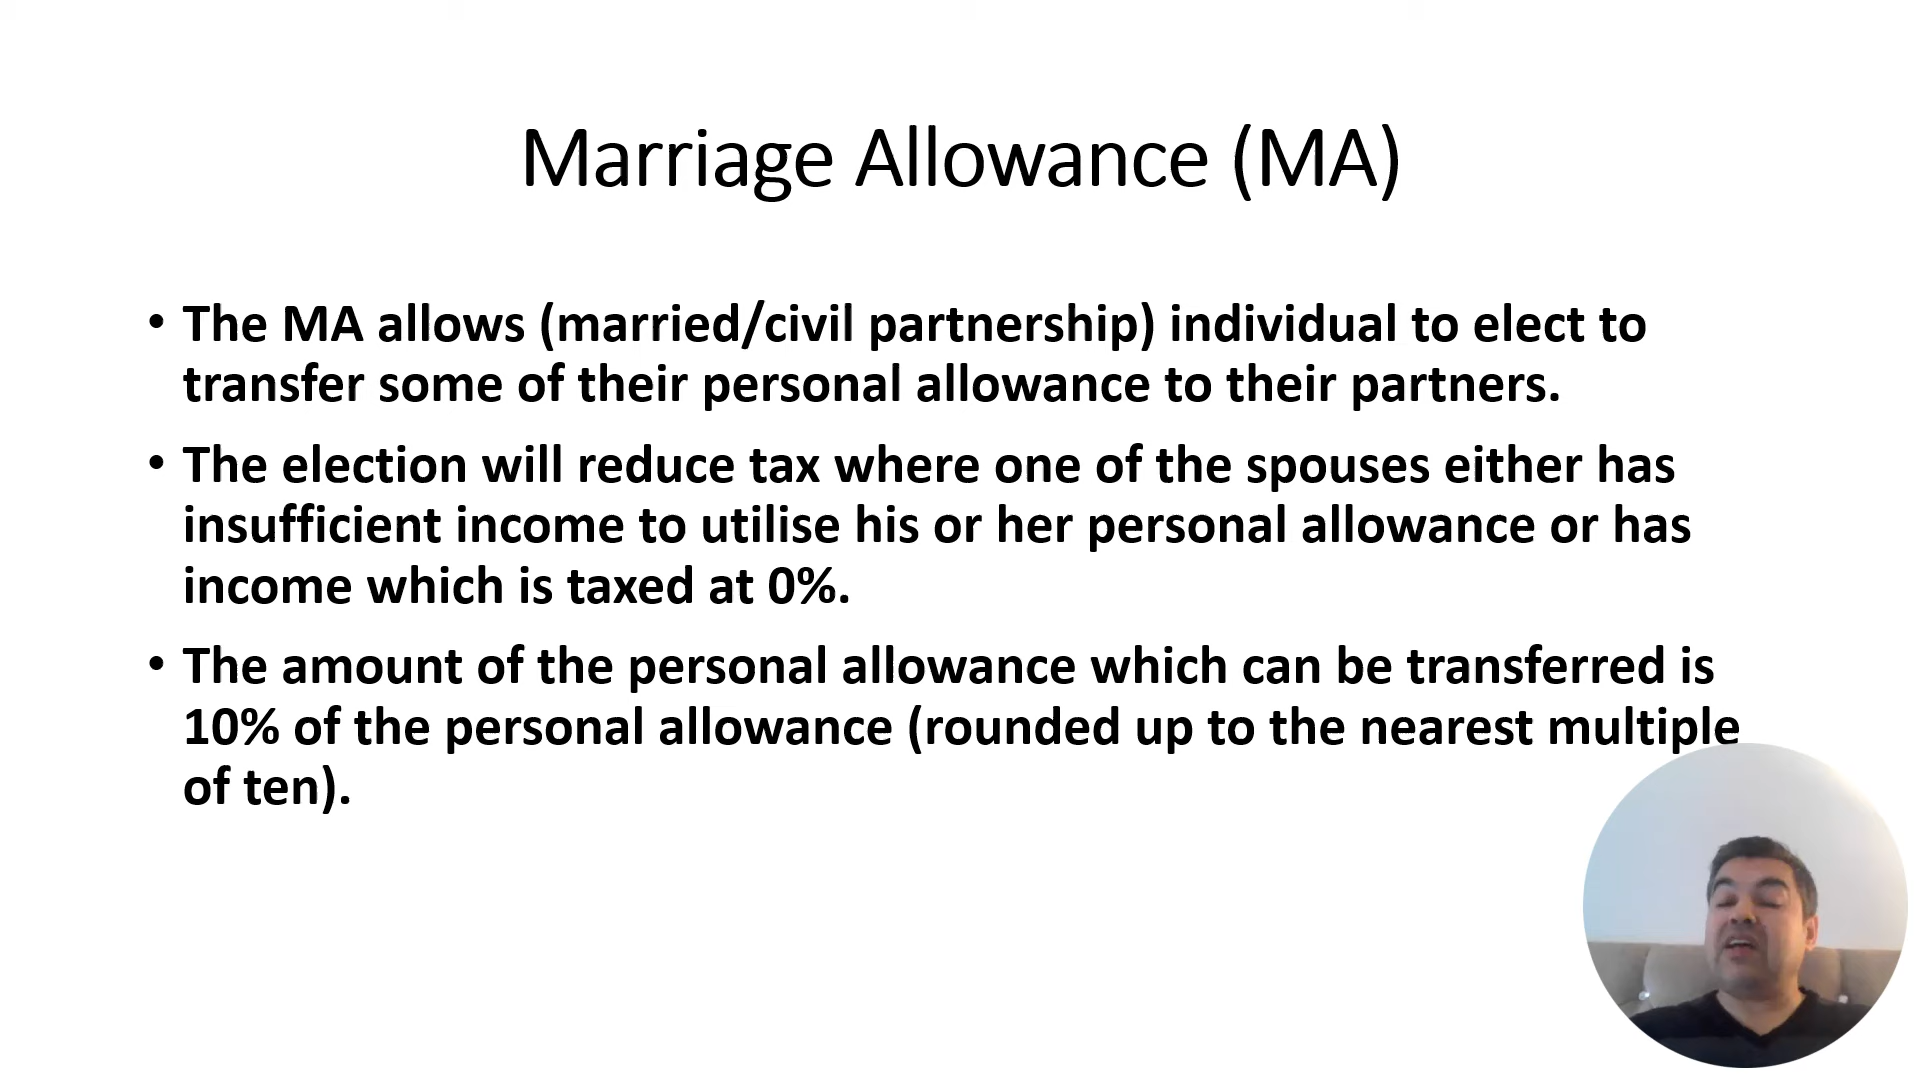 Marriage Allowance (MA)
• The MA allows (married/civil partnership) individual to elect to
transfer some of their personal allowance to their partners.
• The election will reduce tax where one of the spouses either has
insufficient income to utilise his or her personal allowance or has
income which is taxed at 0%.
• The amount of the personal allowance which can be transferred is
10% of the personal allowance (rounded up to the nearest multiple
of ten).